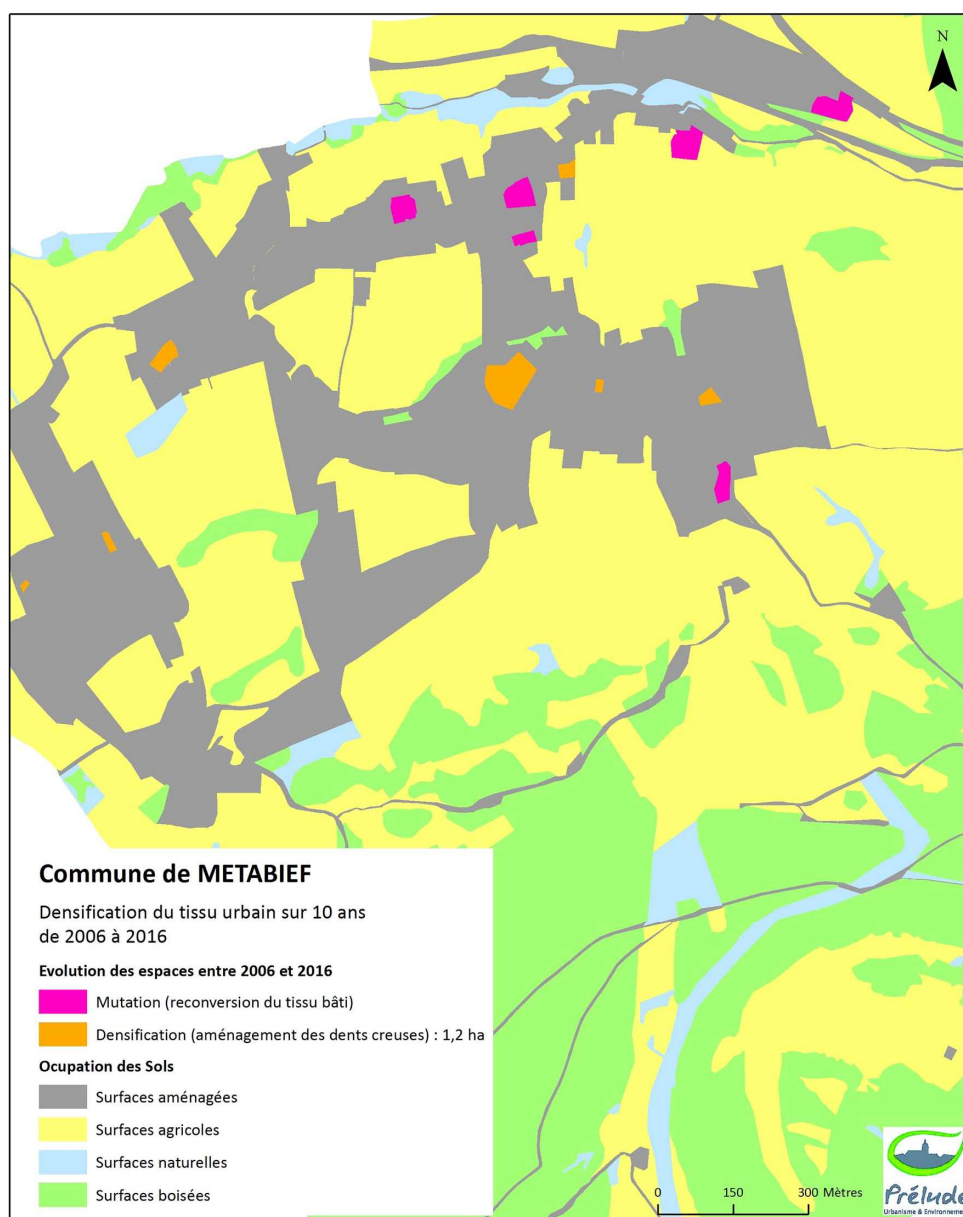 N
Commune de METABIEF
Densification du tissu urbain sur 10 ans
de 2006 à 2016
Evolution des espaces entre 2006 et 2016
Mutation (reconversion du tissu bâti)
Densification (aménagement des dents creuses) : 1,2 ha
Ocupation des Sols
Surfaces aménagées
Surfaces agricoles
Surfaces naturelles
Surfaces boisées
0 150 300 Mètres
Prélude
Urbanisme & Environnement